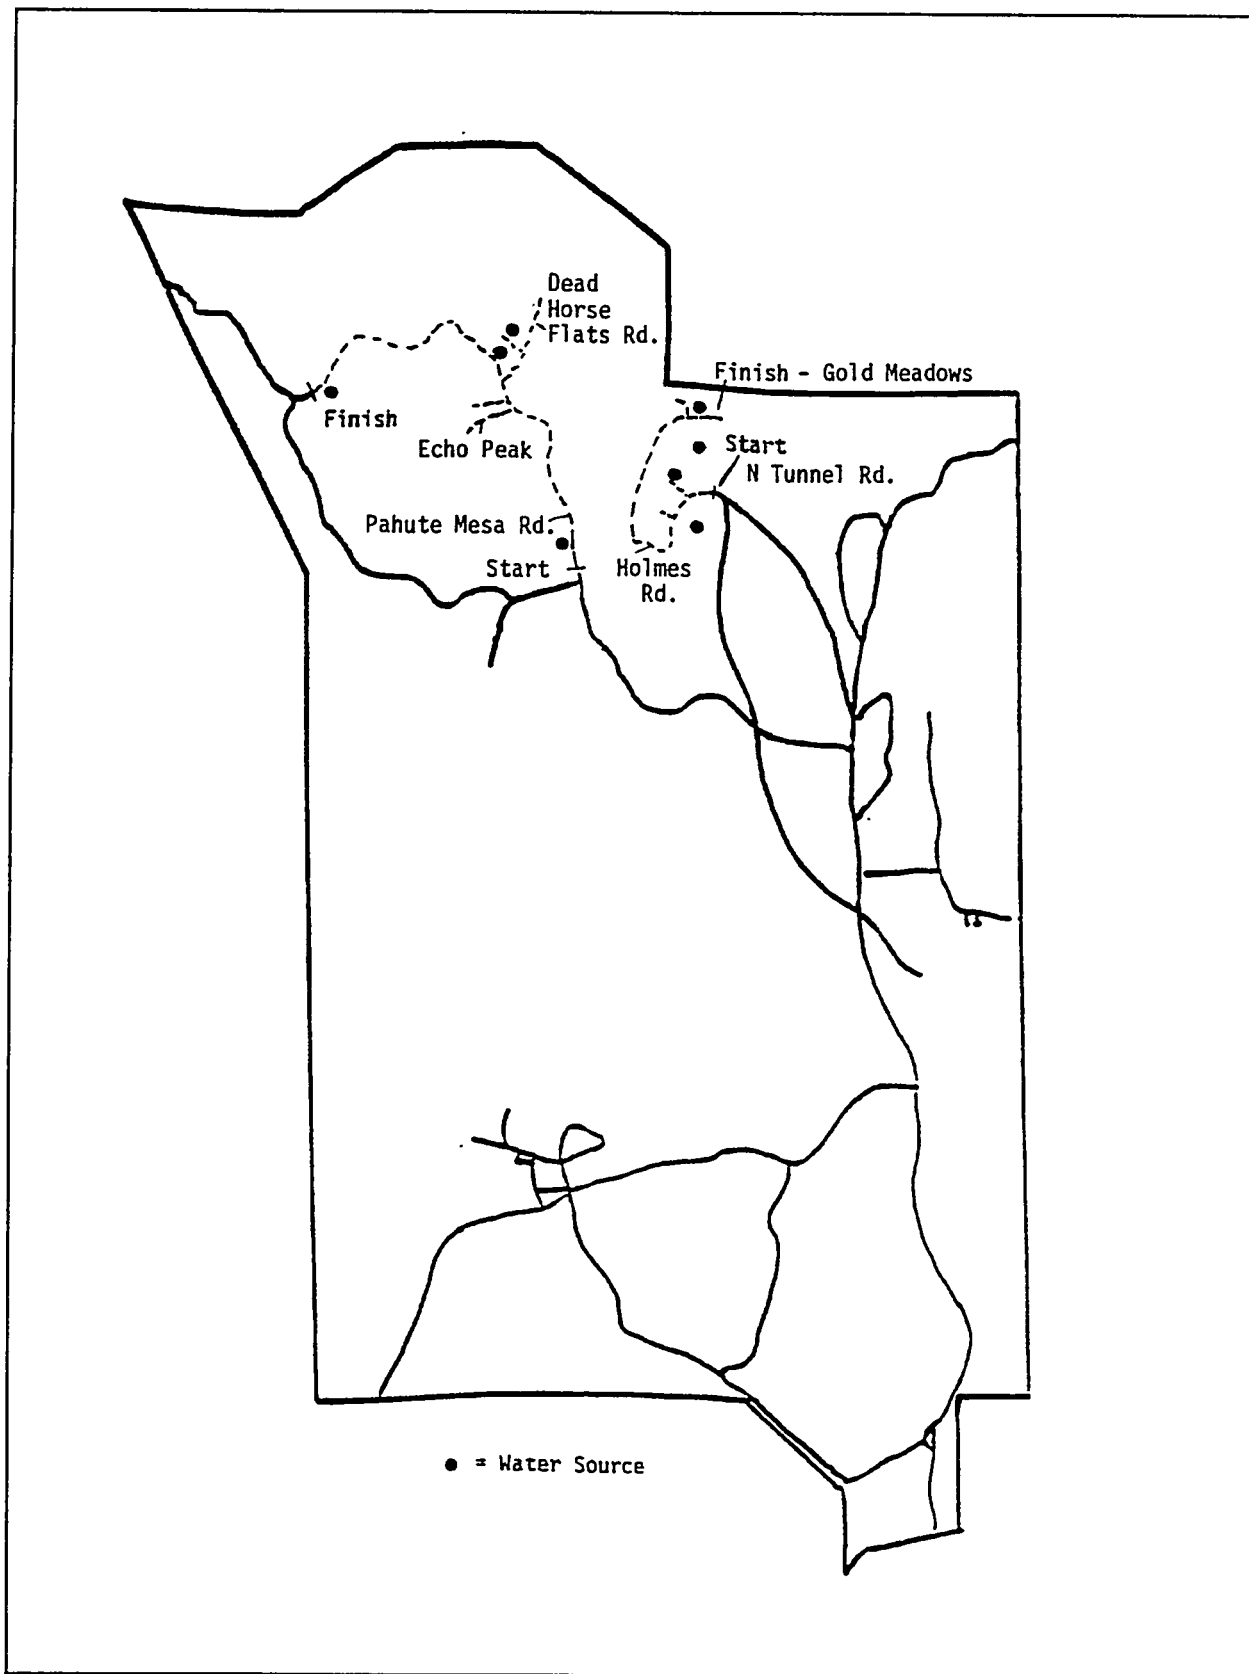 Dead
Horse
Flats Rd.
Finish - Gold Meadows
Finish
Echo Peak
Start
N Tunnel Rd.
Pahute Mesa Rd.
Start
Holmes
Rd.
● = Water Source